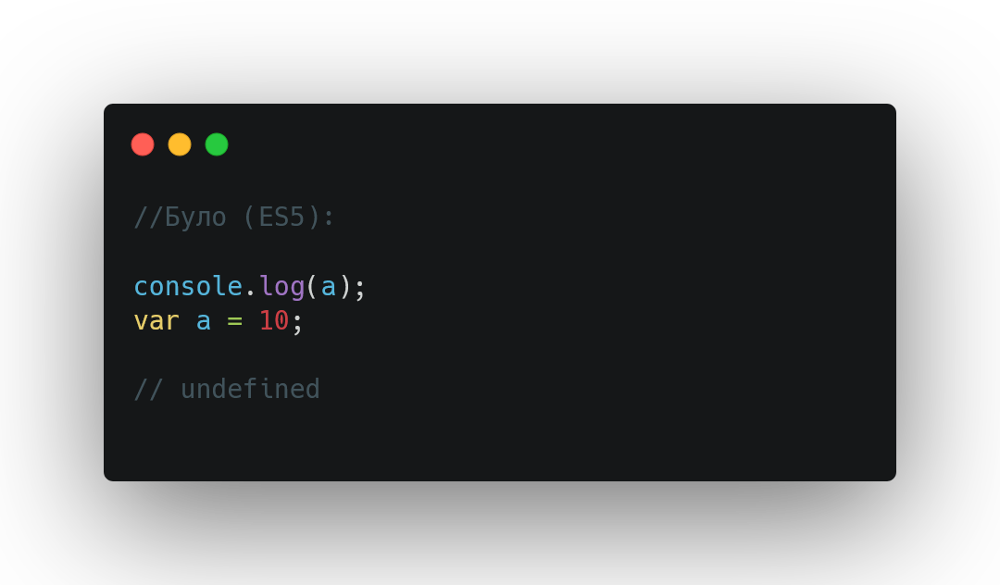 //Було (ES5):
console.log(a);
var a = 10;
// undefined